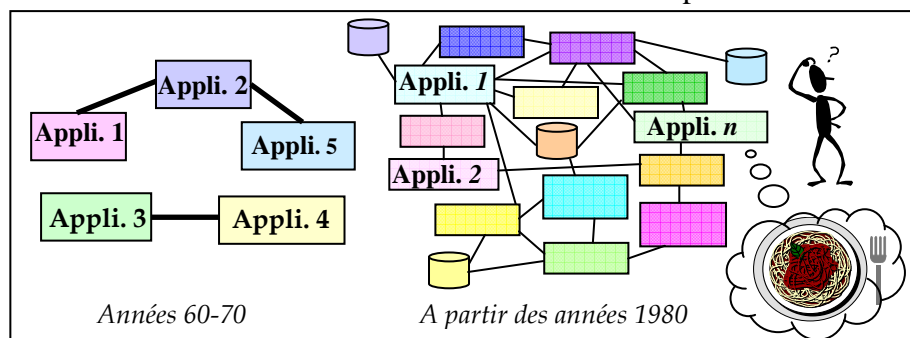 Appli. 2
Appli. 1
Appli. 5
Appli. 3
Appli. 4
Années 60-70
Appli. 1
Appli. n
Appli. 2
A partir des années 1980
?